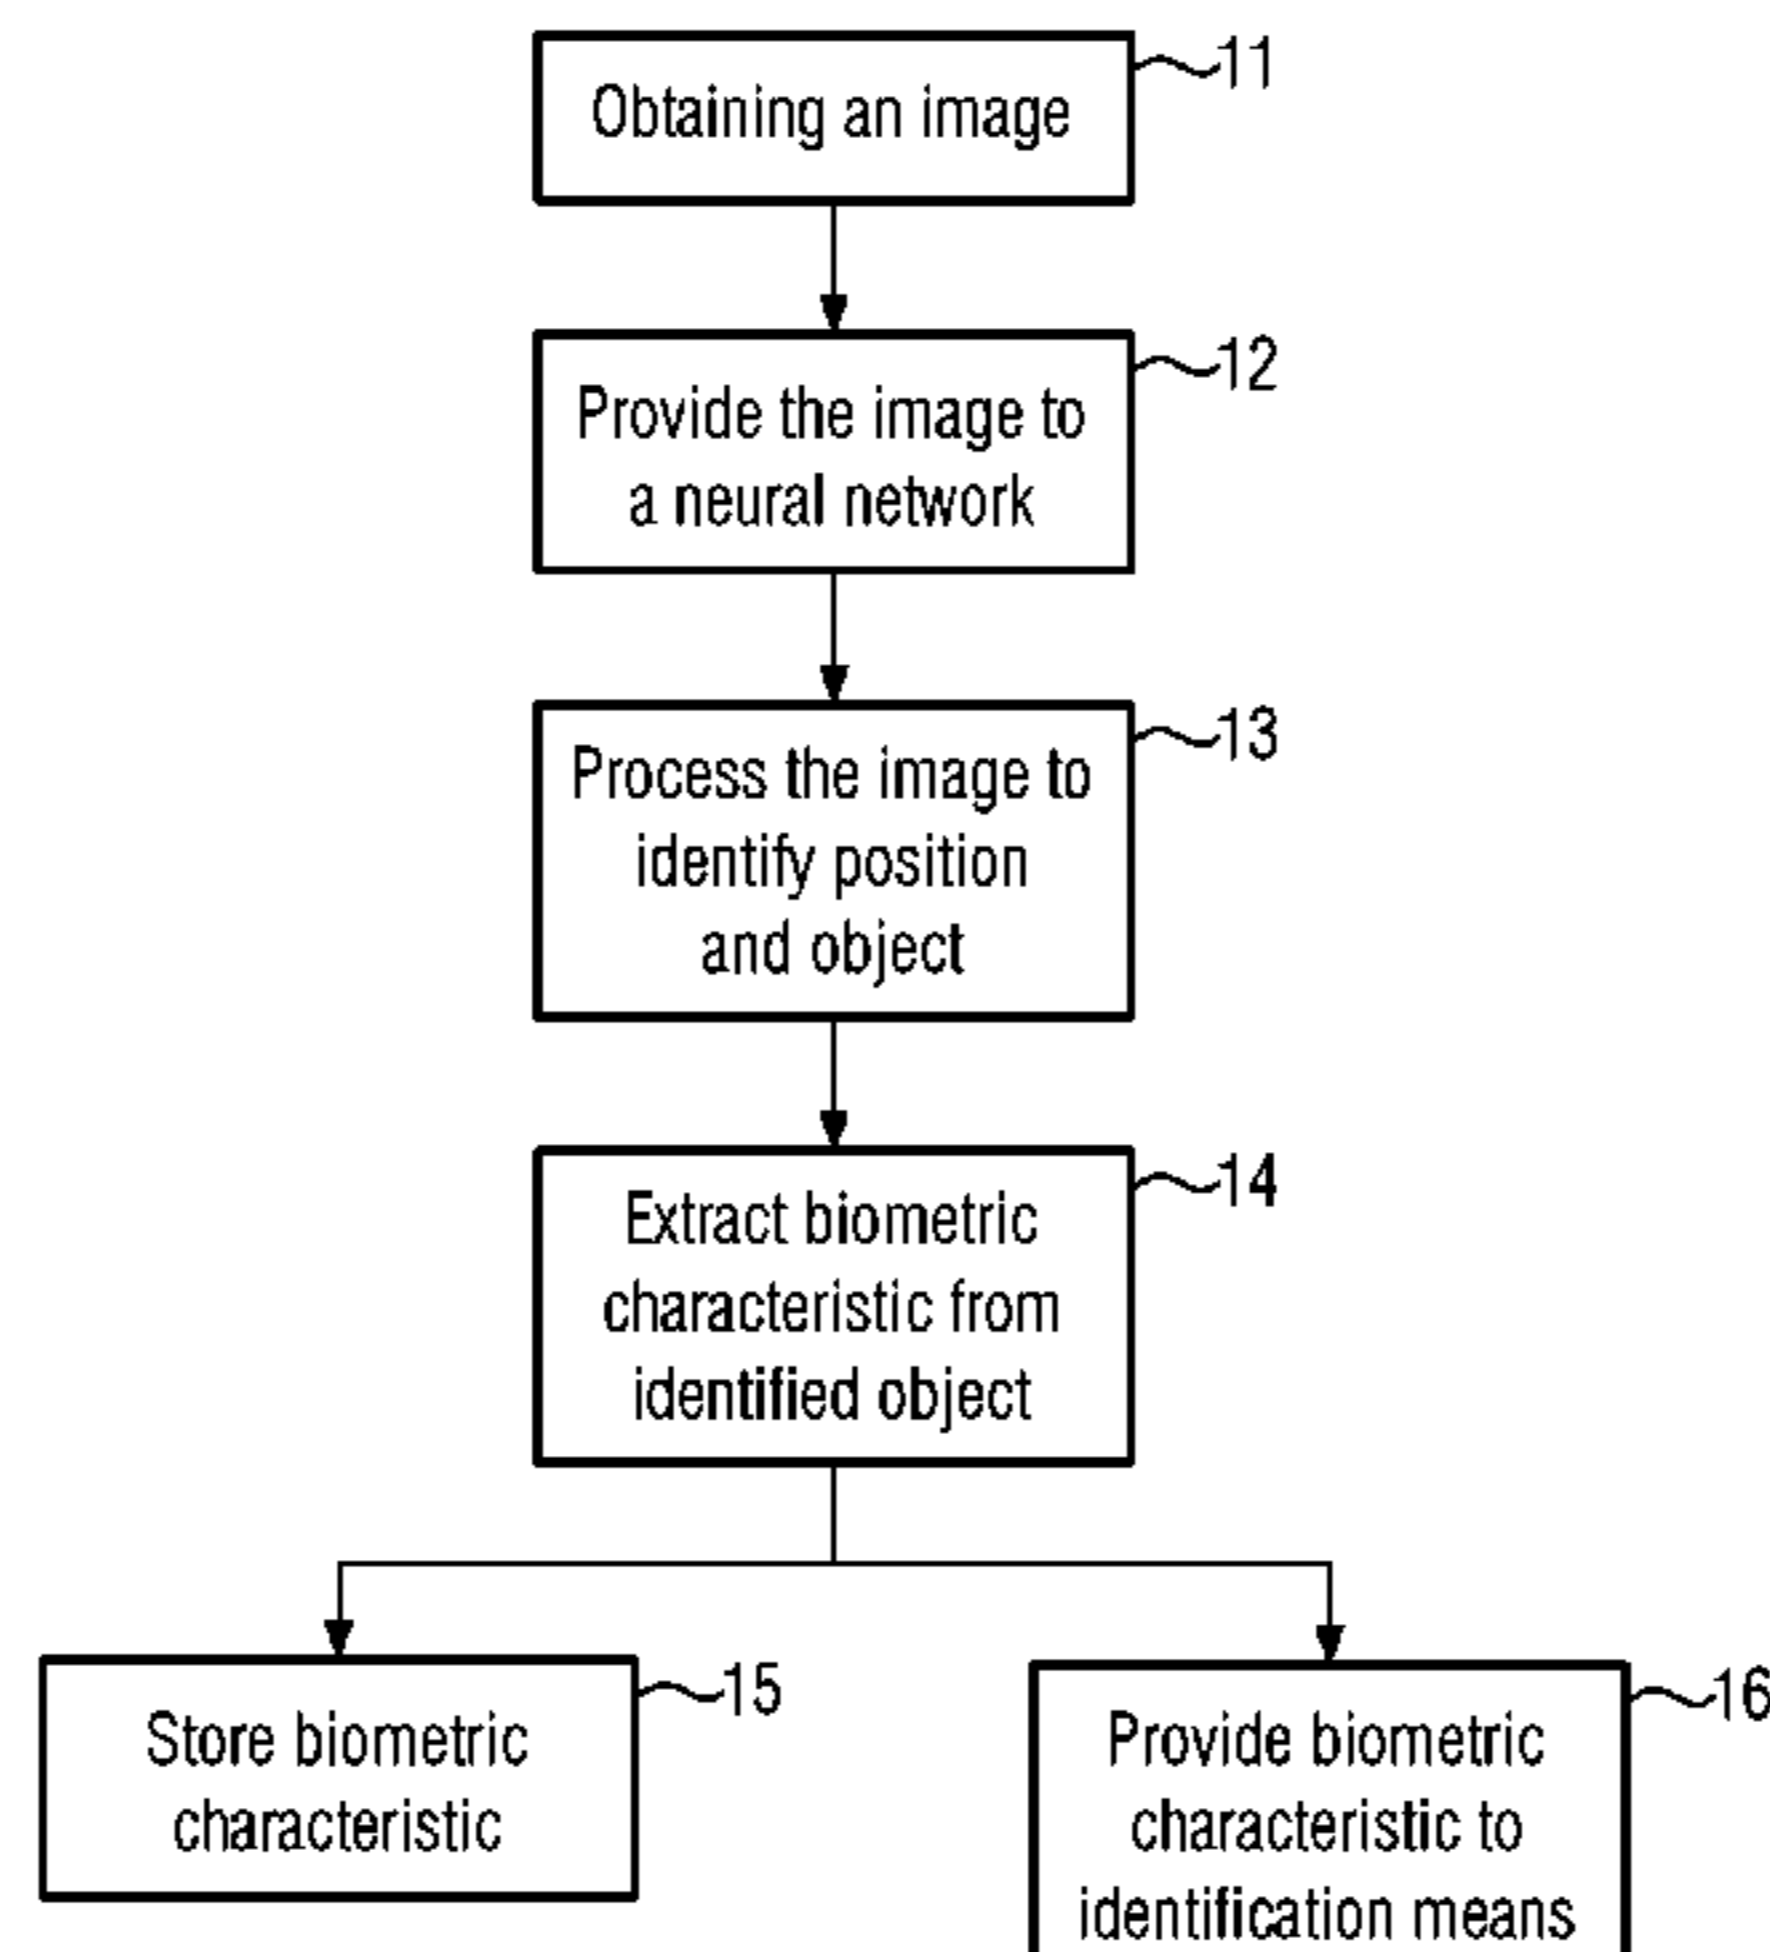 Obtaining an image
11
Provide the image to
a neural network
12
Process the image to
identify position
and object
13
Extract biometric
characteristic from
identified object
14
Store biometric
characteristic
15
Provide biometric
characteristic to
identification means
16